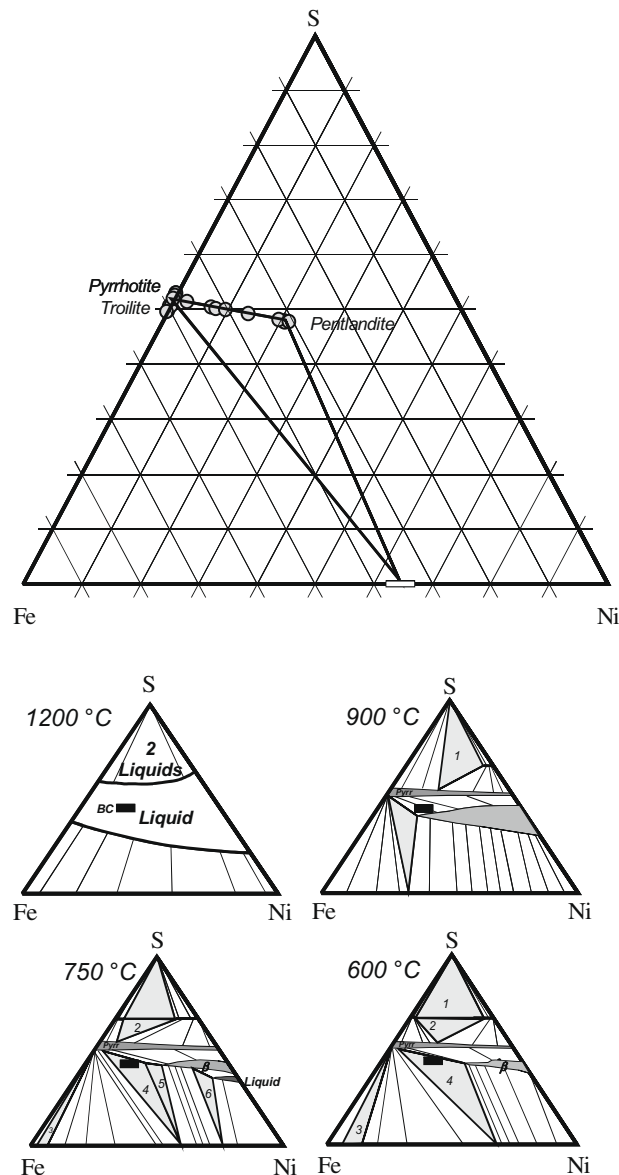 S
Pyrrhotite
Troilite
Pentlandite
Fe
Ni
1200 °C
S
2
Liquids
BC
Liquid
Fe
Ni
900 °C
S
1
Pyrr
Fe
Ni
750 °C
S
2
Pyrr
β
Liquid
3
4
5
6
Fe
Ni
600 °C
S
1
2
Pyrr
β
4
3
Fe
Ni